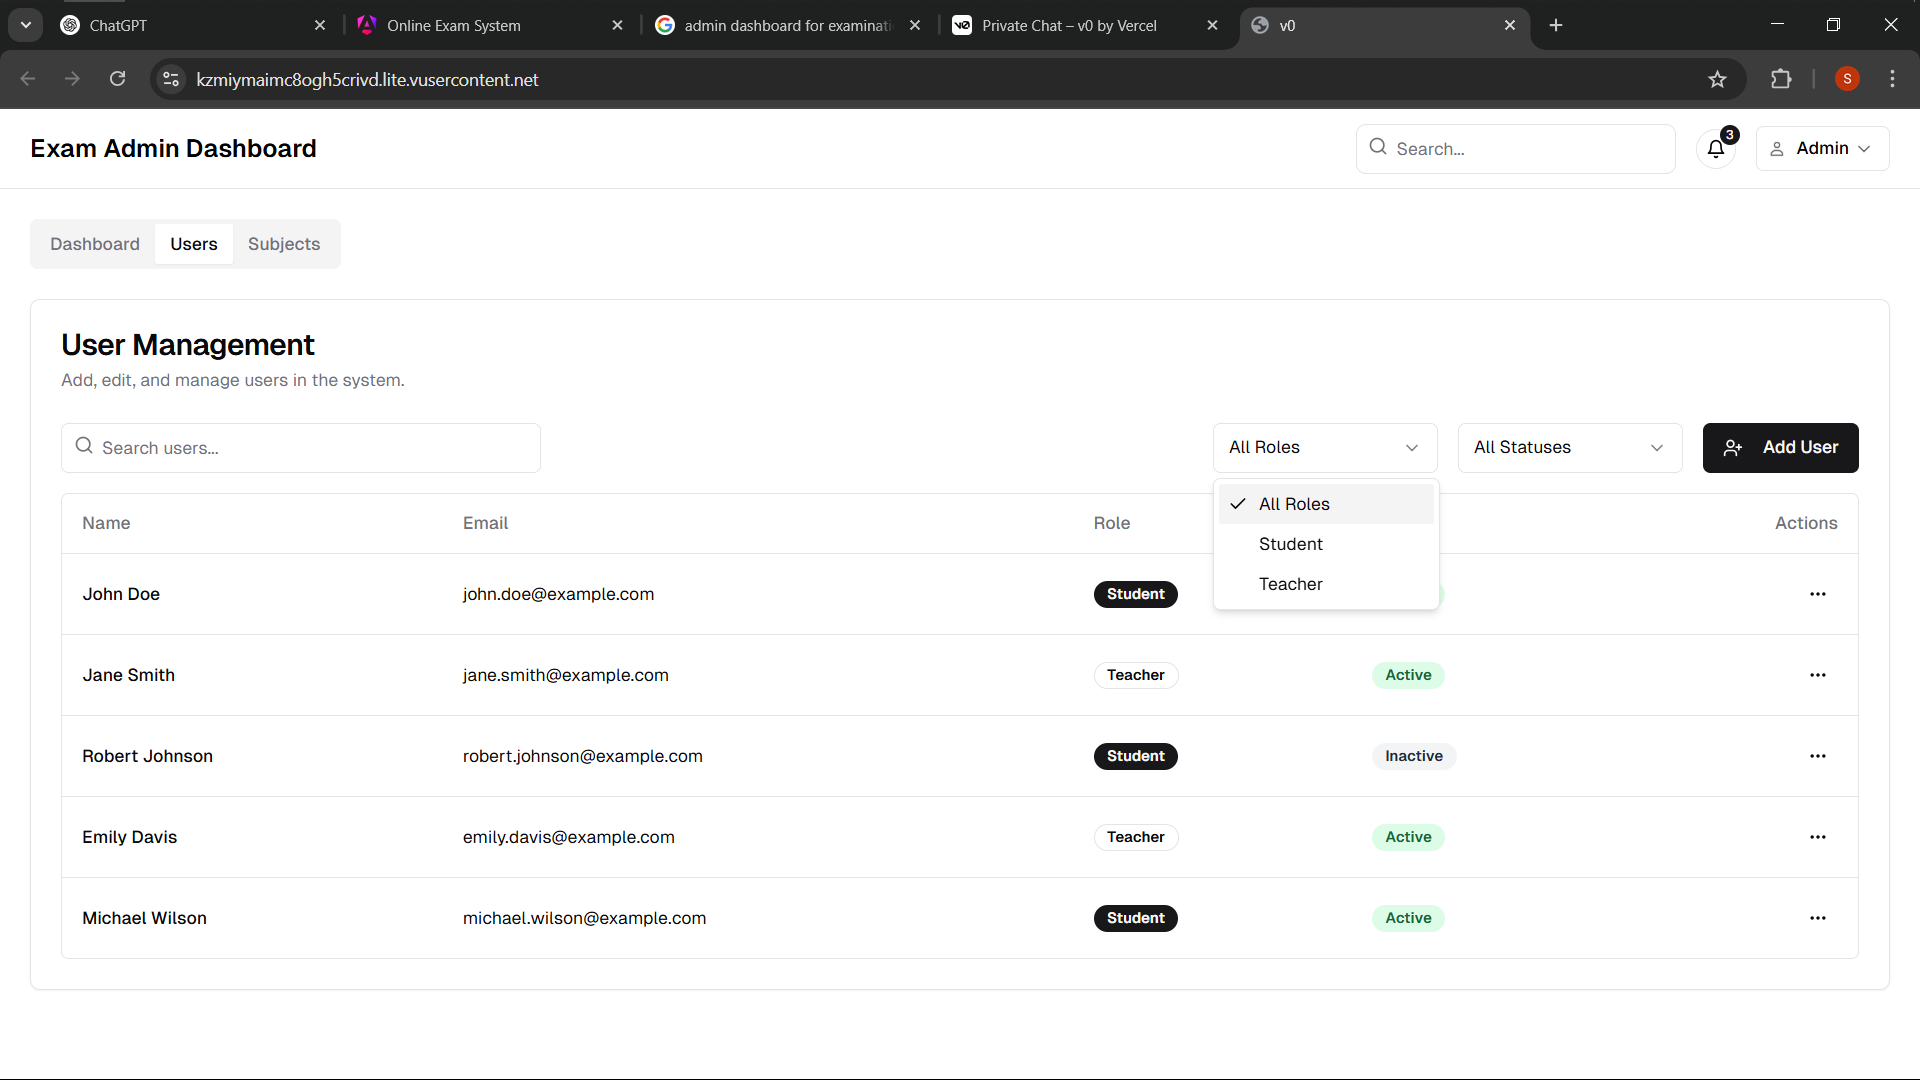 ChatGPT
Online Exam System
admin dashboard for examinati
v0 Private Chat – v0 by Vercel
v0
kzmiymaimc8ogh5crivd.lite.vusercontent.net
S
Exam Admin Dashboard
Search...
3
Admin
Dashboard Users Subjects
User Management
Add, edit, and manage users in the system.
Search users...
All Roles
All Statuses
Add User
All Roles
Student
Teacher
Name Email Role Actions
John Doe john.doe@example.com Student
Jane Smith jane.smith@example.com Teacher Active
Robert Johnson robert.johnson@example.com Student Inactive
Emily Davis emily.davis@example.com Teacher Active
Michael Wilson michael.wilson@example.com Student Active